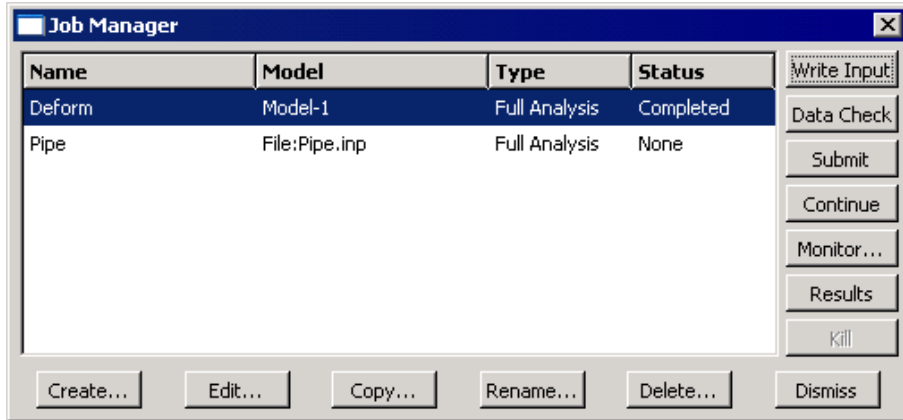 Job Manager
Name Model Type Status
Deform Model-1 Full Analysis Completed
Pipe File:Pipe.inp Full Analysis None
Write Input
Data Check
Submit
Continue
Monitor...
Results
Kill
Create... Edit... Copy... Rename... Delete... Dismiss